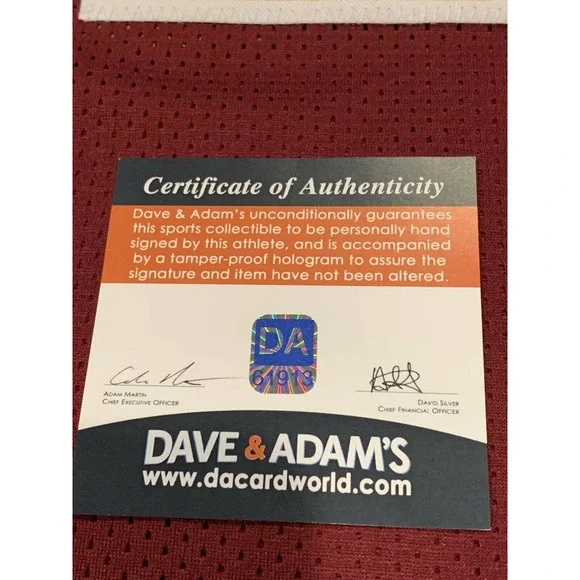 Certificate of Authenticity
Dave & Adam's unconditionally guarantees
this sports collectible to be personally hand
signed by this athlete, and is accompanied
by a tamper-proof hologram to assure the
signature and item have not been altered.
DA
61913
ADAM MARTIN
CHIEF EXECUTIVE OFFICER
DAVID SILVER
CHIEF FINANCIAL OFFICER
DAVE & ADAM'S
www.dacardworld.com